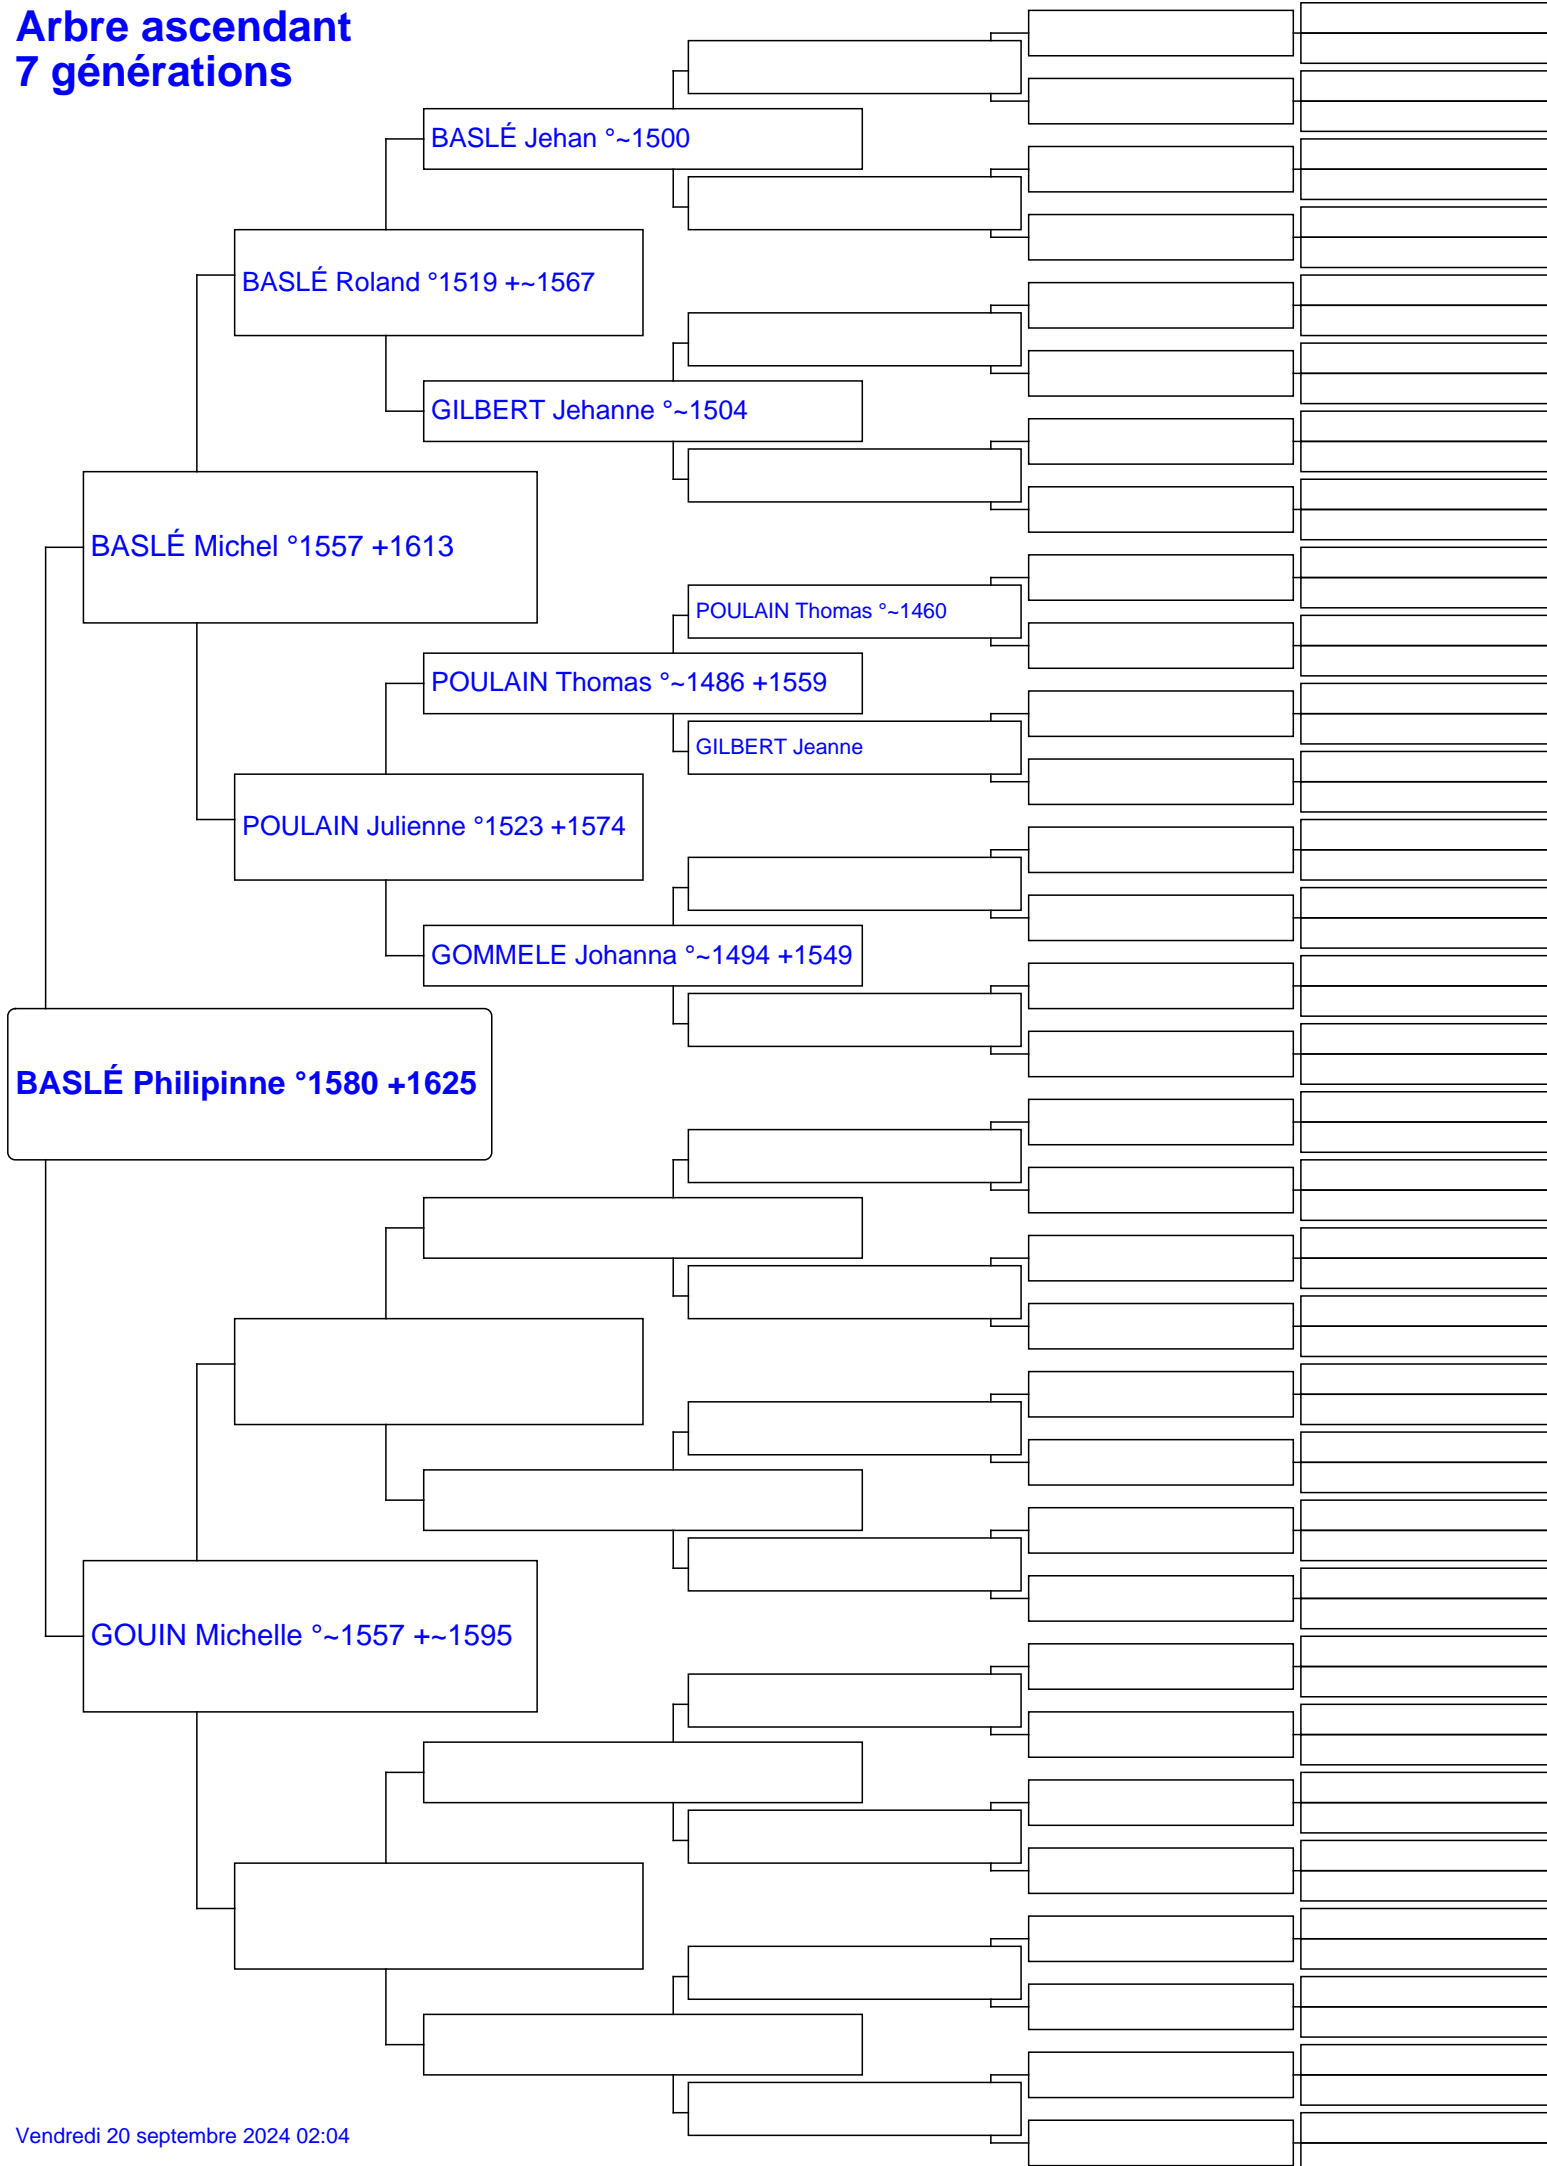 Arbre ascendant
7 générations
BASLÉ Jehan °~1500
BASLÉ Roland °1519 +~1567
GILBERT Jehanne °~1504
BASLÉ Michel °1557 +1613
POULAIN Thomas °~1460
POULAIN Thomas °~1486 +1559
GILBERT Jeanne
POULAIN Julienne °1523 +1574
GOMMELE Johanna °~1494 +1549
BASLÉ Philipinne °1580 +1625
GOUIN Michelle °~1557 +~1595
Vendredi 20 septembre 2024 02:04